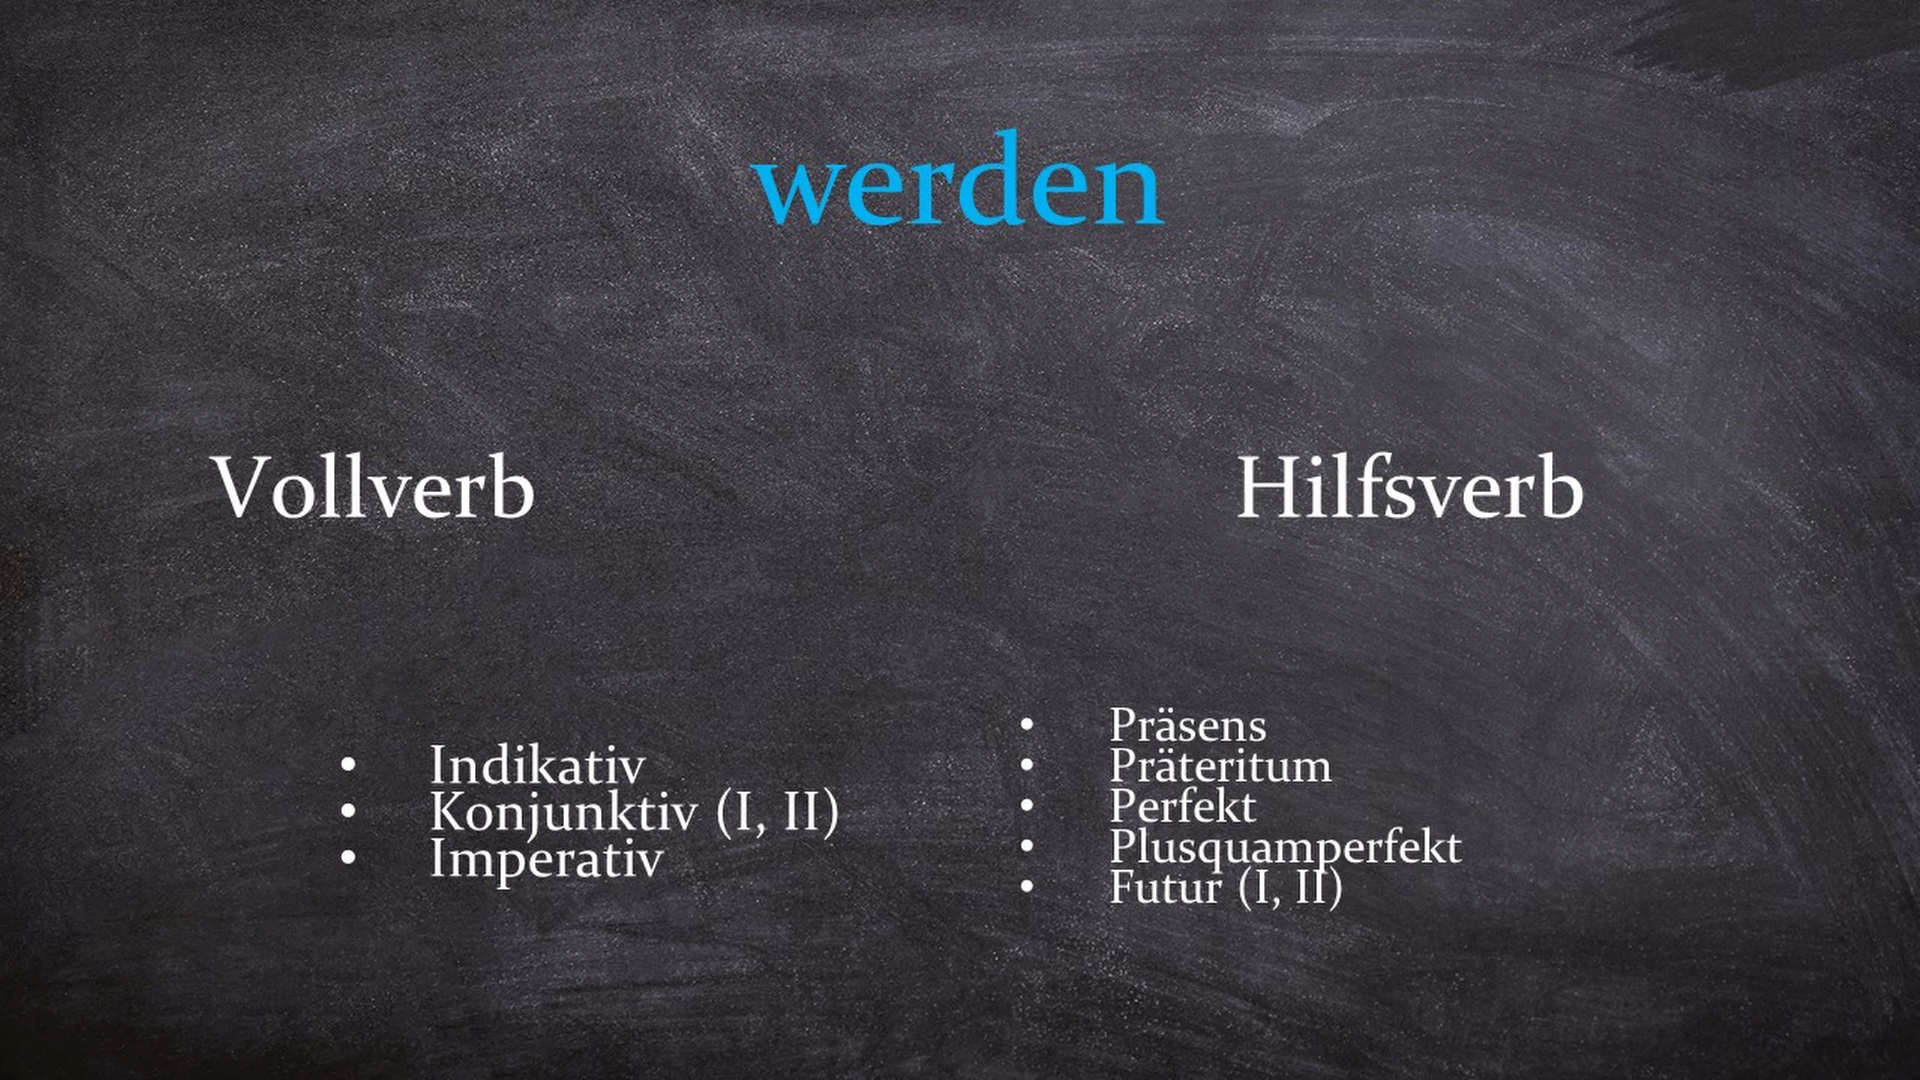 werden
Vollverb
Hilfsverb
• Indikativ
• Konjunktiv (I, II)
• Imperativ
• Präsens
• Präteritum
• Perfekt
• Plusquamperfekt
• Futur (I, II)